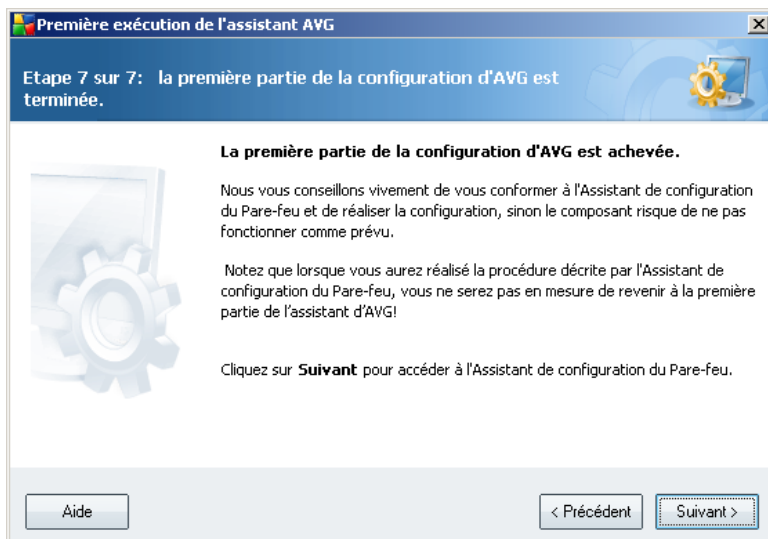 Première exécution de l'assistant AVG
Etape 7 sur 7: la première partie de la configuration d'AVG est
terminée.
La première partie de la configuration d'AVG est achevée.
Nous vous conseillons vivement de vous conformer à l'Assistant de configuration
du Pare-feu et de réaliser la configuration, sinon le composant risque de ne pas
fonctionner comme prévu.
Notez que lorsque vous aurez réalisé la procédure décrite par l'Assistant de
configuration du Pare-feu, vous ne serez pas en mesure de revenir à la première
partie de l'assistant d'AVG!
Cliquez sur Suivant pour accéder à l'Assistant de configuration du Pare-feu.
Aide
< Précédent
Suivant >